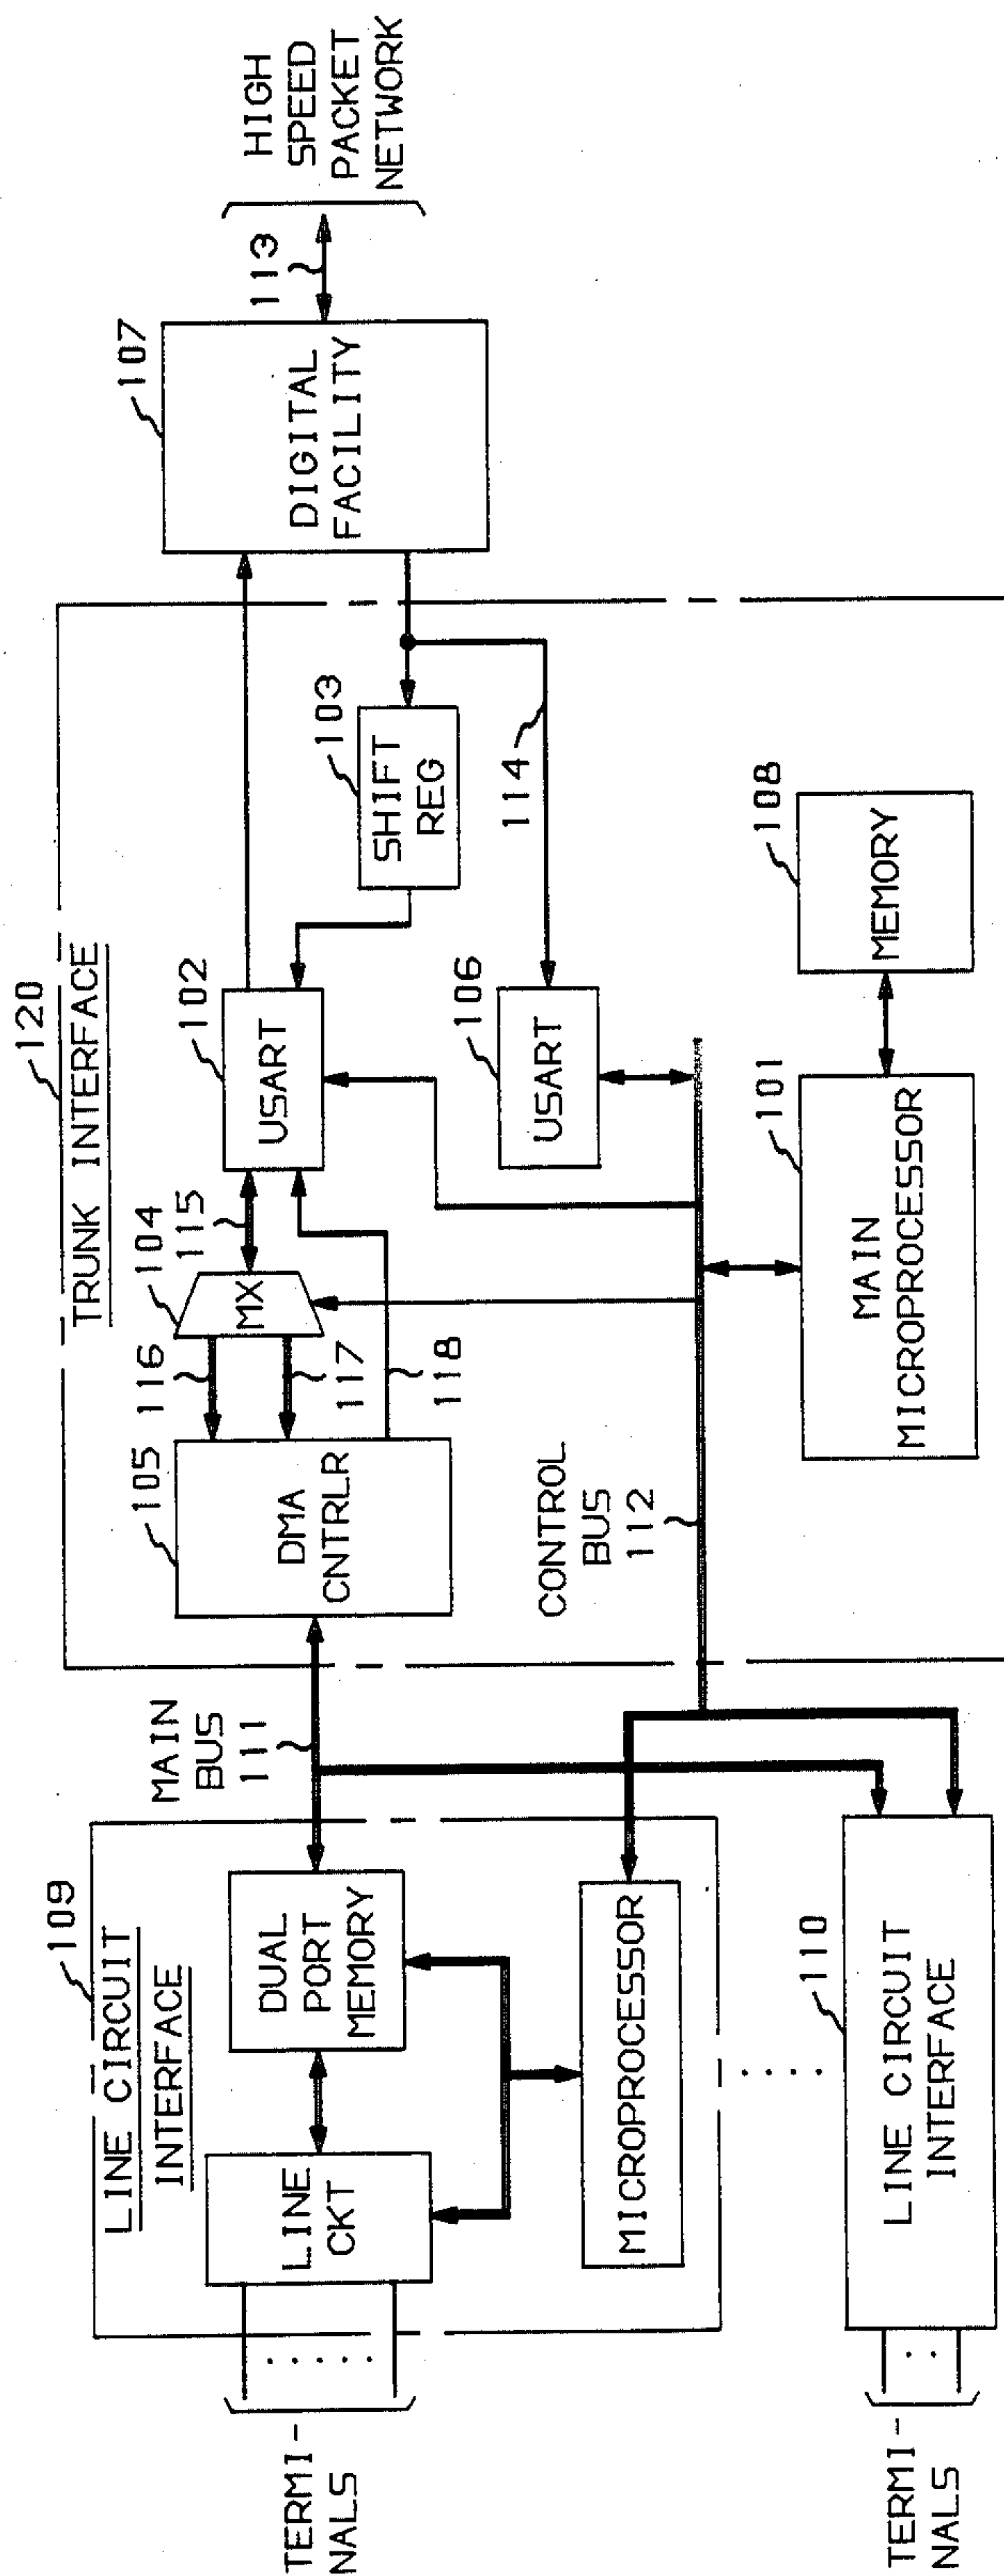 120
TRUNK INTERFACE
109
LINE CIRCUIT
INTERFACE
LINE
CKT
DUAL
PORT
MEMORY
MICROPROCESSOR
TERMI-
NALS
MAIN
BUS
111
105
DMA
CNTRLR
116
117
118
104
MX
115
102
USART
103
SHIFT
REG
114
106
USART
107
DIGITAL
FACILITY
113
HIGH
SPEED
PACKET
NETWORK
CONTROL
BUS
112
101
MAIN
MICROPROCESSOR
108
MEMORY
110
LINE CIRCUIT
INTERFACE
TERMI-
NALS